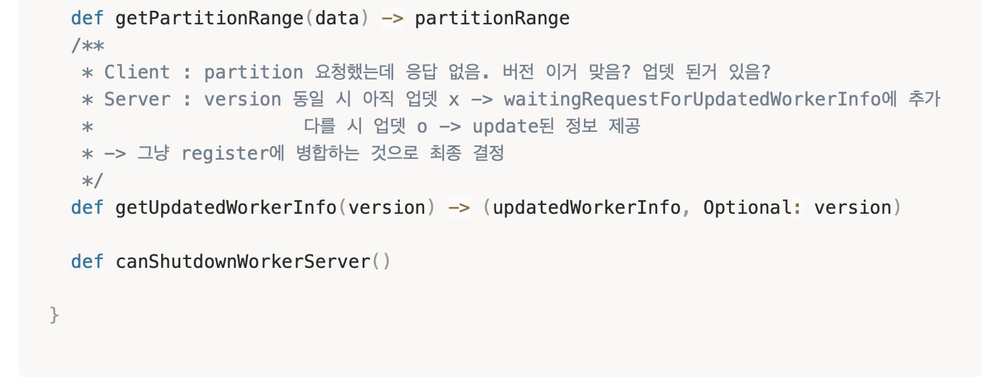 def getPartitionRange(data) -> partitionRange
/**
* Client : partition 요청했는데 응답 없음. 버전 이거 맞음? 업뎃 된거 있음?
* Server : version 동일 시 아직 업뎃 x -> waitingRequestForUpdatedWorkerInfo에 추가
*                   다를 시 업뎃 o -> update된 정보 제공
* -> 그냥 register에 병합하는 것으로 최종 결정
*/
def getUpdatedWorkerInfo(version) -> (updatedWorkerInfo, Optional: version)
def canShutdownWorkerServer()
}